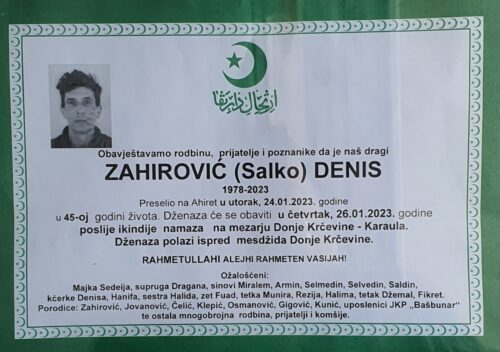 ارتحال دار بقا
Obavještavamo rodbinu, prijatelje i poznanike da je naš dragi
ZAHIROVIĆ (Salko) DENIS
1978-2023
Preselio na Ahiret u utorak, 24.01.2023. godine
u 45-oj godini života. Dženaza će se obaviti u četvrtak, 26.01.2023. godine
poslije ikindije namaza na mezarju Donje Krčevine - Karaula.
Dženaza polazi ispred mesdžida Donje Krčevine.
RAHMETULLAHI ALEJHI RAHMETEN VASIJAH!
Ožalošćeni:
Majka Sedeija, supruga Dragana, sinovi Miralem, Armin, Selmedin, Selvedin, Saldin,
kćerke Denisa, Hanifa, sestra Halida, zet Fuad, tetka Munira, Rezija, Halima, tetak Džemal, Fikret.
Porodice: Zahirović, Jovanović, Čelić, Klepić, Osmanović, Gigović, Kunić, uposlenici JKP „Bašbunar"
te ostala mnogobrojna rodbina, prijatelji i komšije.